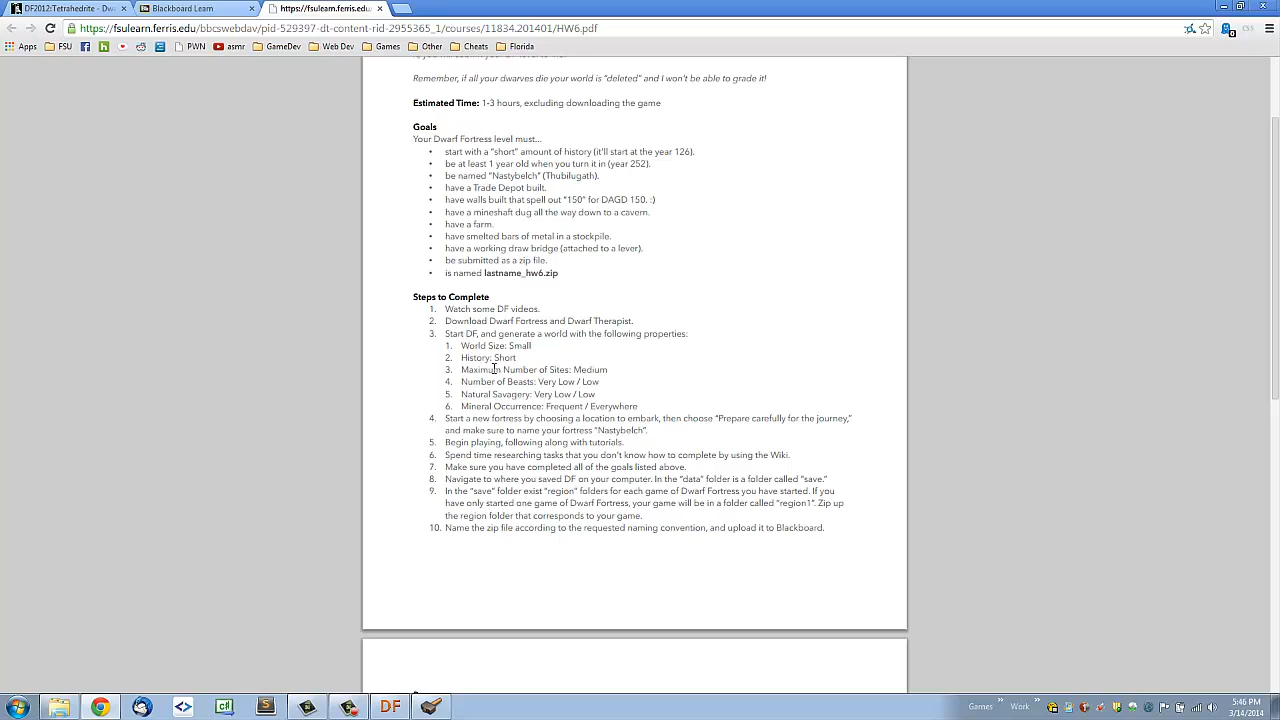 DF2012:Tetrahedrite - Dwa
Blackboard Learn
https://fsulearn.ferris.edu
https://fsulearn.ferris.edu/bbcswebdav/pid-529397-dt-content-rid-2955365_1/courses/11834.201401/HW6.pdf
Apps FSU PWN asmr GameDev Web Dev Games Other Cheats Florida
Remember, if all your dwarves die your world is “deleted” and I won’t be able to grade it!
Estimated Time: 1-3 hours, excluding downloading the game
Goals
Your Dwarf Fortress level must...
• start with a “short” amount of history (it’ll start at the year 126).
• be at least 1 year old when you turn it in (year 252).
• be named “Nastybelch” (Thubilugath).
• have a Trade Depot built.
• have walls built that spell out “150” for DAGD 150. :)
• have a mineshaft dug all the way down to a cavern.
• have a farm.
• have smelted bars of metal in a stockpile.
• have a working draw bridge (attached to a lever).
• be submitted as a zip file.
• is named lastname_hw6.zip
Steps to Complete
1. Watch some DF videos.
2. Download Dwarf Fortress and Dwarf Therapist.
3. Start DF, and generate a world with the following properties:
1. World Size: Small
2. History: Short
3. Maximum Number of Sites: Medium
4. Number of Beasts: Very Low / Low
5. Natural Savagery: Very Low / Low
6. Mineral Occurrence: Frequent / Everywhere
4. Start a new fortress by choosing a location to embark, then choose “Prepare carefully for the journey,”
and make sure to name your fortress “Nastybelch”.
5. Begin playing, following along with tutorials.
6. Spend time researching tasks that you don’t know how to complete by using the Wiki.
7. Make sure you have completed all of the goals listed above.
8. Navigate to where you saved DF on your computer. In the “data” folder is a folder called “save.”
9. In the “save” folder exist “region” folders for each game of Dwarf Fortress you have started. If you
have only started one game of Dwarf Fortress, your game will be in a folder called “region1”. Zip up
the region folder that corresponds to your game.
10. Name the zip file according to the requested naming convention, and upload it to Blackboard.
DF
Games » Work »
5:46 PM
3/14/2014